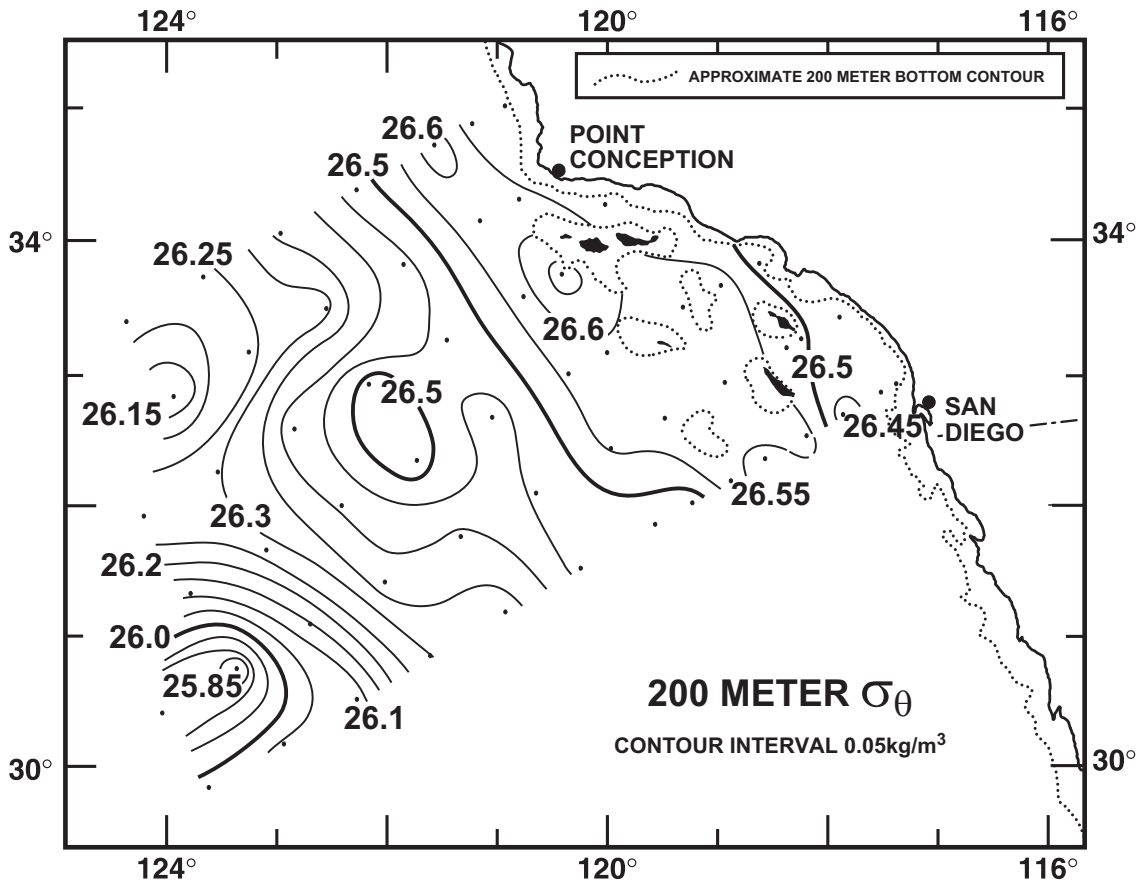 124° 120° 116°
APPROXIMATE 200 METER BOTTOM CONTOUR
26.6
POINT
CONCEPTION
26.5
34° 34°
26.25
26.6
26.5
26.5
26.15
26.45
SAN
DIEGO
26.55
26.3
26.2
26.0
25.85
26.1
200 METER σθ
CONTOUR INTERVAL 0.05kg/m³
30° 30°
124° 120° 116°